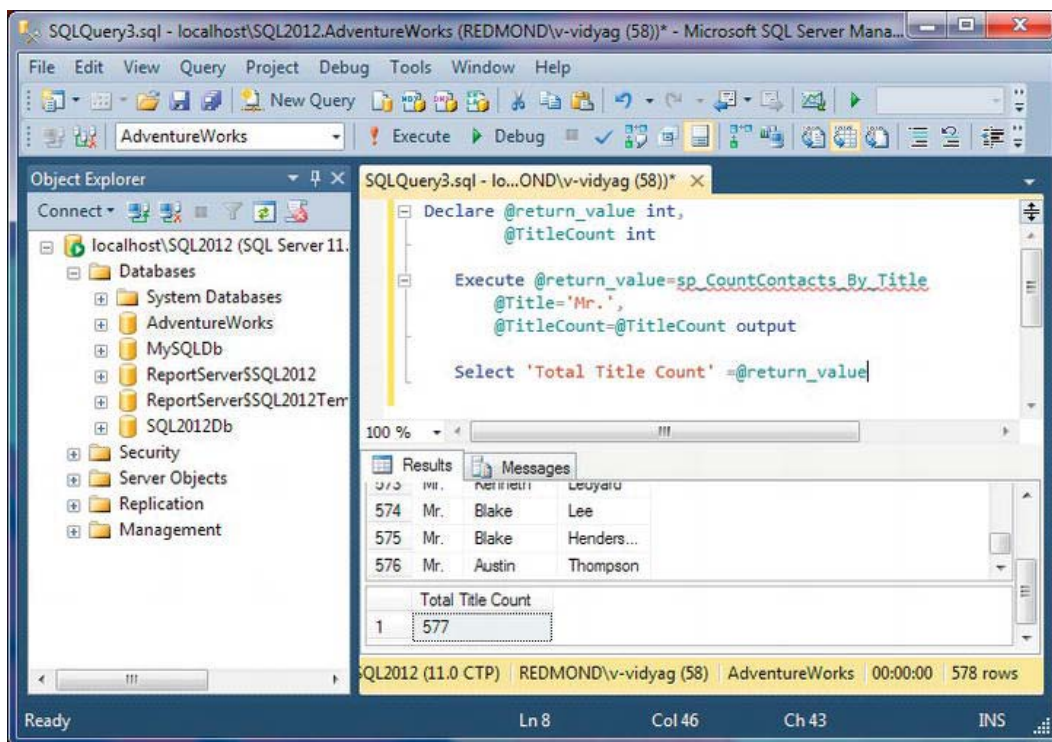 SQLQuery3.sql - localhost\SQL2012.AdventureWorks (REDMOND\v-vidyag (58))* - Microsoft SQL Server Mana...
File Edit View Query Project Debug Tools Window Help
New Query
AdventureWorks Execute Debug
Object Explorer
Connect
localhost\SQL2012 (SQL Server 11.
Databases
System Databases
AdventureWorks
MySQLDb
ReportServer$SQL2012
ReportServer$SQL2012Tem
SQL2012Db
Security
Server Objects
Replication
Management
SQLQuery3.sql - lo...OND\v-vidyag (58))*
Declare @return_value int,
@TitleCount int
Execute @return_value=sp_CountContacts_By_Title
@Title='Mr.',
@TitleCount=@TitleCount output
Select 'Total Title Count' =@return_value
100 %
Results Messages
573 Mr. Kenneth Ledyard
574 Mr. Blake Lee
575 Mr. Blake Henders...
576 Mr. Austin Thompson
Total Title Count
1 577
SQL2012 (11.0 CTP) REDMOND\v-vidyag (58) AdventureWorks 00:00:00 578 rows
Ready Ln 8 Col 46 Ch 43 INS